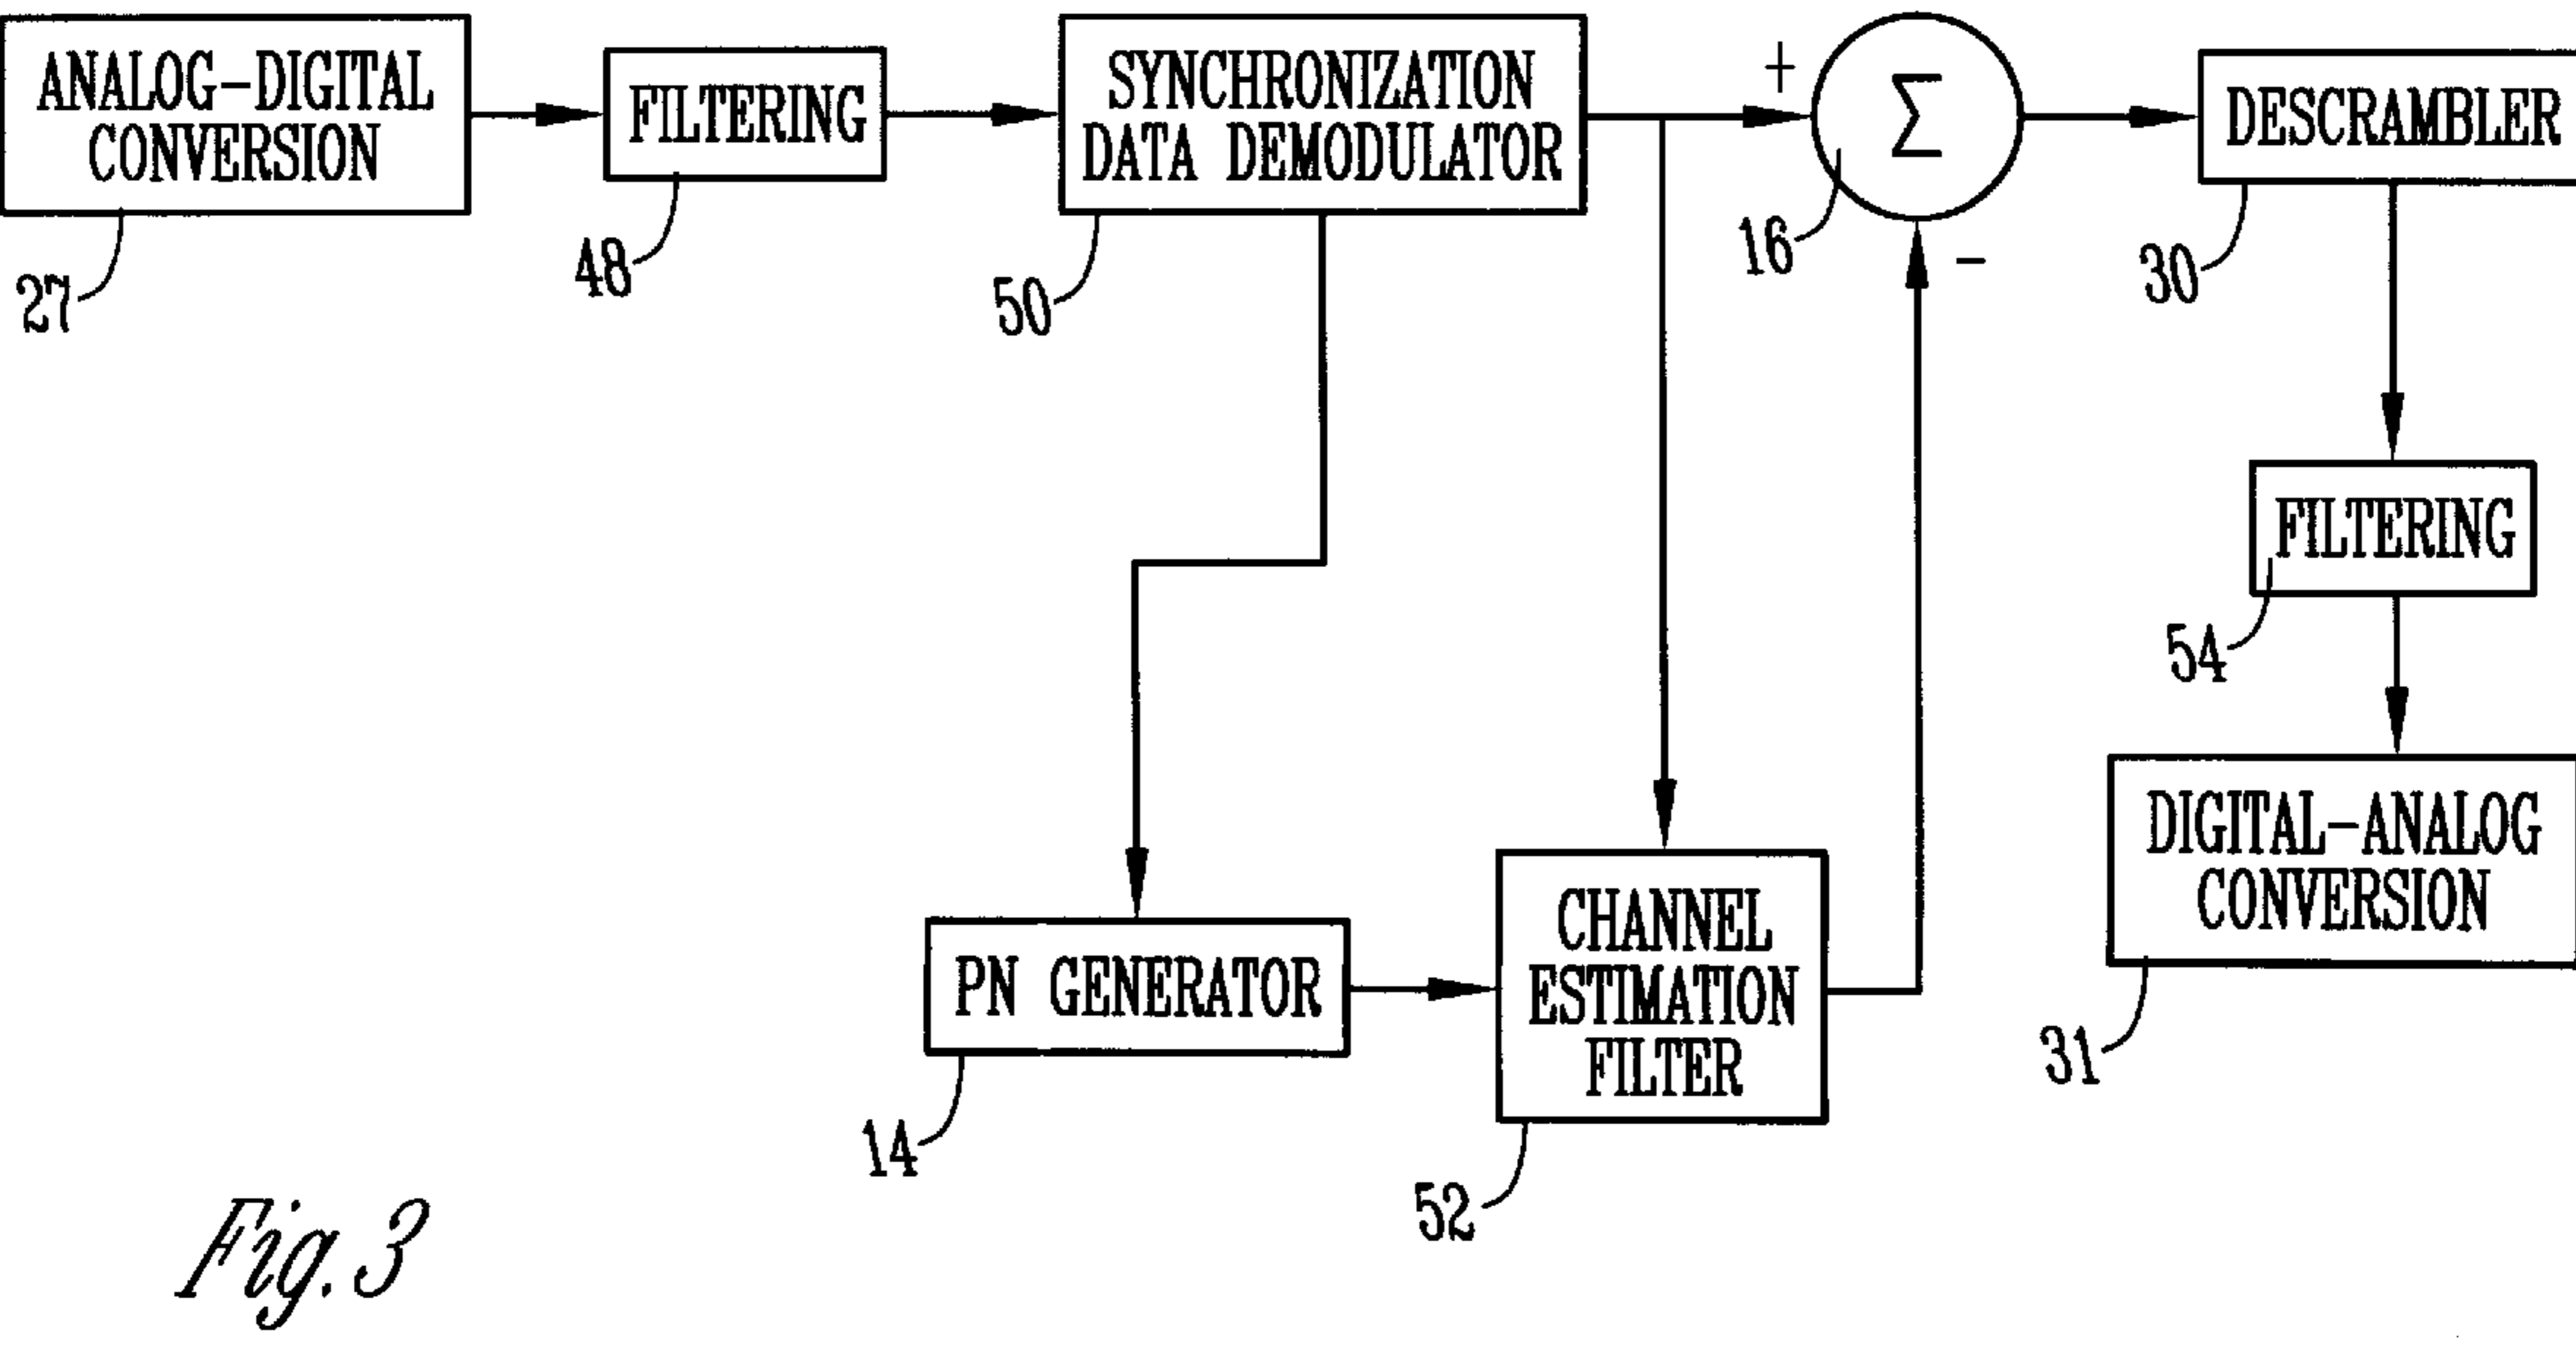 ANALOG-DIGITAL
CONVERSION
27
FILTERING
48
SYNCHRONIZATION
DATA DEMODULATOR
50
+
Σ
16
-
DESCRAMBLER
30
FILTERING
54
DIGITAL-ANALOG
CONVERSION
31
PN GENERATOR
14
CHANNEL
ESTIMATION
FILTER
52
Fig. 3